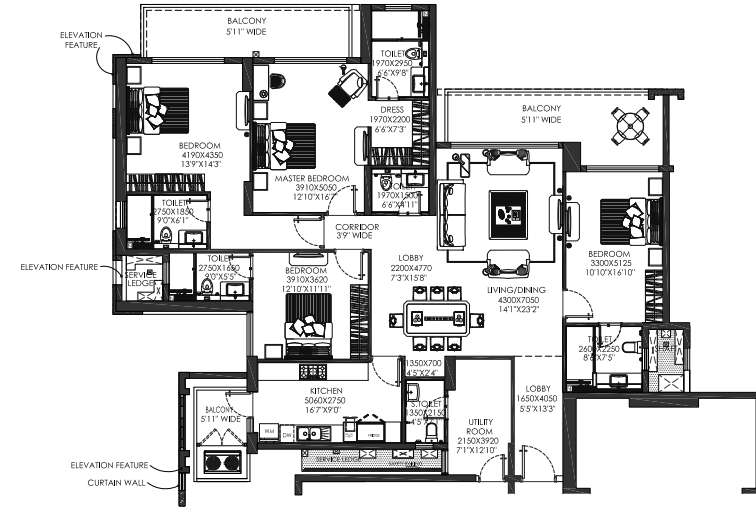 BALCONY
5'11" WIDE
ELEVATION
FEATURE
TOILET
1970X2950
6'6"X9'8"
DRESS
1970X2200
6'6"X7'3"
BALCONY
5'11" WIDE
BEDROOM
4190X4350
13'9"X14'3"
MASTER BEDROOM
3910X5050
12'10"X16'7"
TOILET
1970X1500
6'6"X4'11"
TOILET
2750X1850
9'0"X6'1"
CORRIDOR
3'9" WIDE
LOBBY
2200X4770
7'3"X15'8"
BEDROOM
3300X5125
10'10"X16'10"
ELEVATION FEATURE
SERVICE
LEDGE
TOILET
2750X1650
9'0"X5'5"
BEDROOM
3910X3620
12'10"X11'11"
LIVING/DINING
4300X7050
14'1"X23'2"
TOILET
2600X2250
8'6"X7'5"
1350X700
4'5"X2'4"
KITCHEN
5060X2750
16'7"X9'0"
LOBBY
1650X4050
5'5"X13'3"
BALCONY
5'11" WIDE
S.TOILET
1350X2150
UTILITY
ROOM
2150X3920
7'1"X12'10"
WM
DW
SERVICE LEDGE
ELEVATION FEATURE
CURTAIN WALL